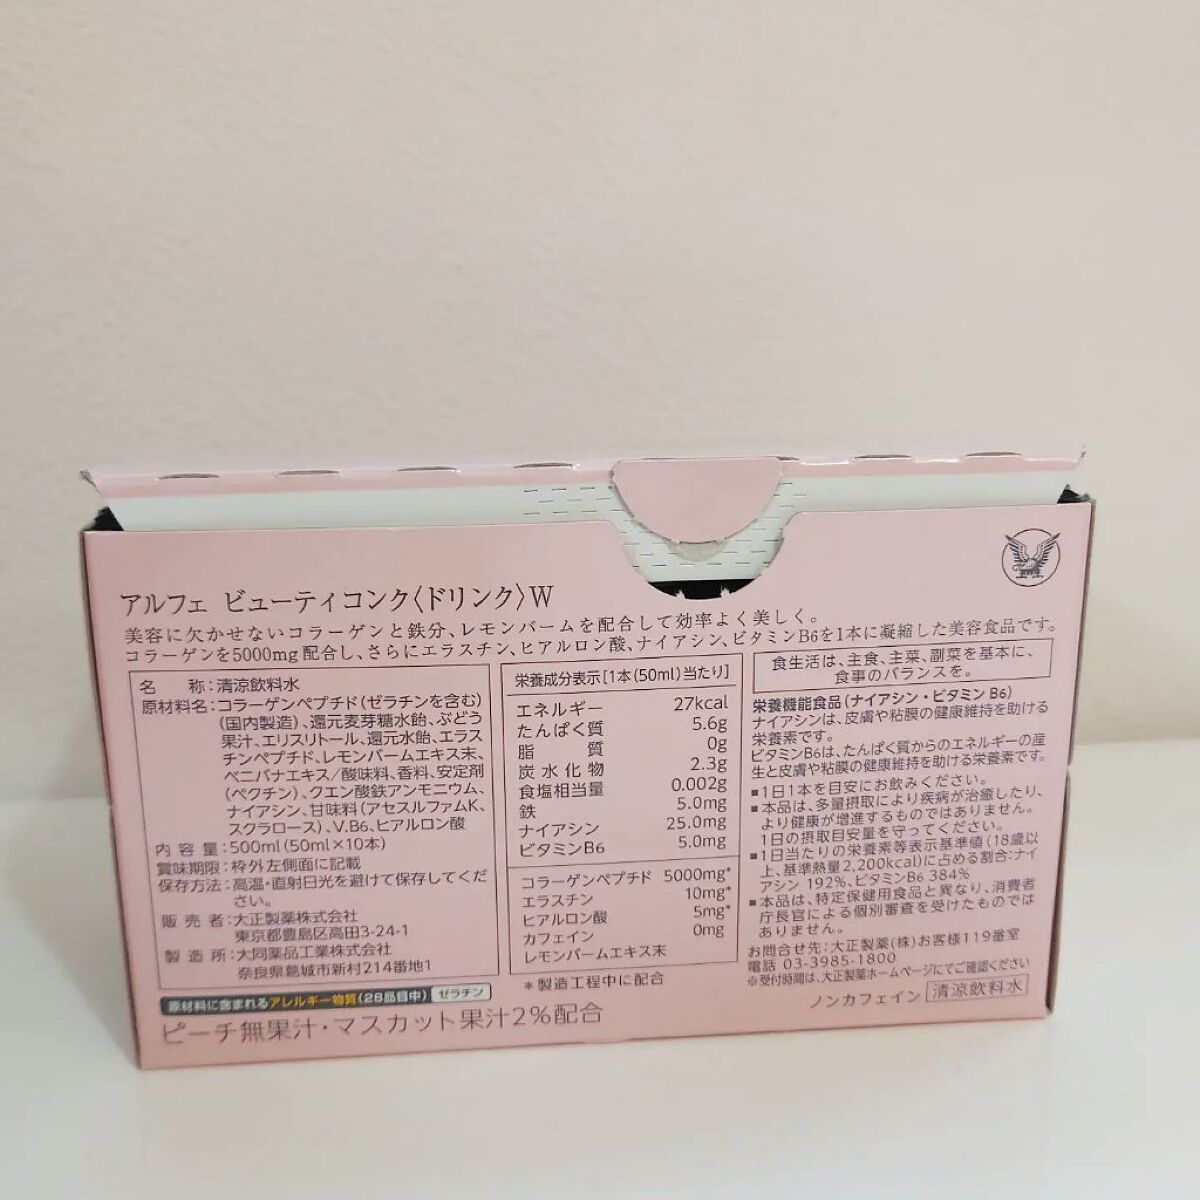 アルフェ ビューティコンク〈ドリンク〉W
美容に欠かせないコラーゲンと鉄分、レモンバームを配合して効率よく美しく。
コラーゲンを5000mg配合し、さらにエラスチン、ヒアルロン酸、ナイアシン、ビタミンB6を1本に凝縮した美容食品です。
名 称:清涼飲料水
原材料名:コラーゲンペプチド(ゼラチンを含む)
(国内製造)、還元麦芽糖水飴、ぶどう
果汁、エリスリトール、還元水飴、エラス
チンペプチド、レモンバームエキス末、
ベニバナエキス/酸味料、香料、安定剤
(ペクチン)、クエン酸鉄アンモニウム、
ナイアシン、甘味料(アセスルファムK、
スクラロース)、V.B6、ヒアルロン酸
内容量:500ml(50ml×10本)
賞味期限:枠外左側面に記載
保存方法:高温・直射日光を避けて保存してくだ
さい。
販売者:大正製薬株式会社
東京都豊島区高田3-24-1
製造所:大同薬品工業株式会社
奈良県葛城市新村214番地1
原材料に含まれるアレルギー物質(28品目中) ゼラチン
ピーチ無果汁・マスカット果汁2%配合
栄養成分表示[1本(50ml)当たり]
エネルギー 27kcal
たんぱく質 5.6g
脂質 0g
炭水化物 2.3g
食塩相当量 0.002g
鉄 5.0mg
ナイアシン 25.0mg
ビタミンB6 5.0mg
コラーゲンペプチド 5000mg*
エラスチン 10mg*
ヒアルロン酸 5mg*
カフェイン 0mg
レモンバームエキス末
*製造工程中に配合
食生活は、主食、主菜、副菜を基本に、
食事のバランスを。
栄養機能食品(ナイアシン・ビタミンB6)
ナイアシンは、皮膚や粘膜の健康維持を助ける
栄養素です。
ビタミンB6は、たんぱく質からのエネルギーの産
生と皮膚や粘膜の健康維持を助ける栄養素です。
■1日1本を目安にお飲みください。
■本品は、多量摂取により疾病が治癒したり、
より健康が増進するものではありません。
1日の摂取目安量を守ってください。
■1日当たりの栄養素等表示基準値(18歳以
上、基準熱量2,200kcal)に占める割合:ナイ
アシン 192%、ビタミンB6 384%
■本品は、特定保健用食品と異なり、消費者
庁長官による個別審査を受けたものでは
ありません。
お問合せ先:大正製薬(株)お客様119番室
電話 03-3985-1800
※受付時間は、大正製薬ホームページにてご確認ください
ノンカフェイン 清涼飲料水